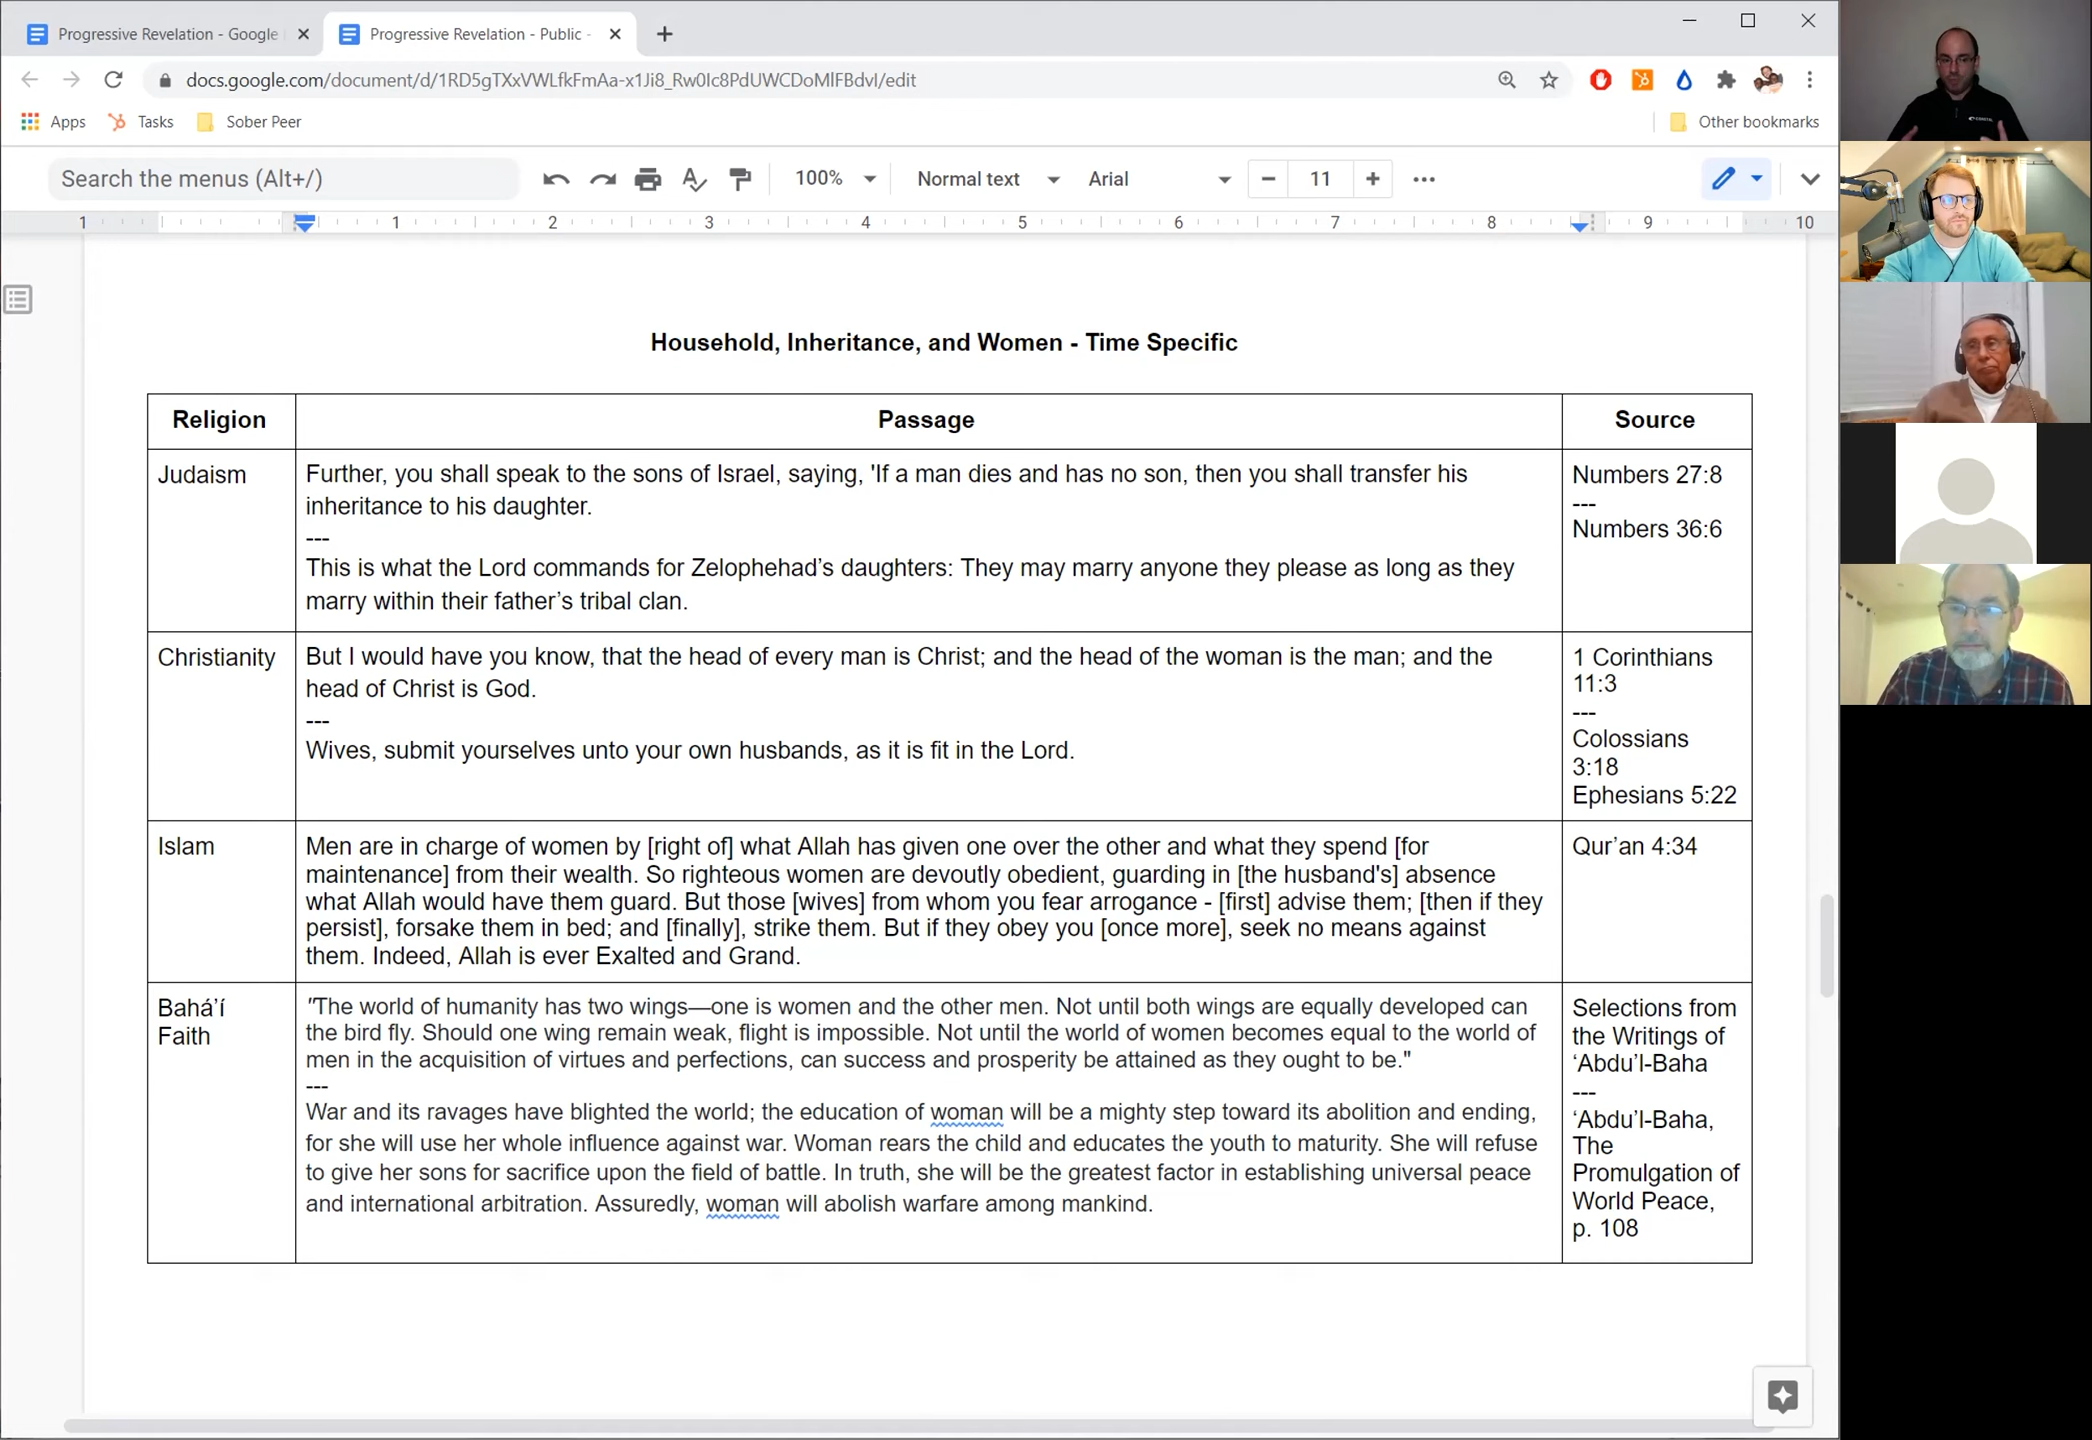 Progressive Revelation - Google
Progressive Revelation - Public -
docs.google.com/document/d/1RD5gTXxVWLfkFmAa-x1Ji8_Rw0Ic8PdUWCDoMlFBdvI/edit
Apps
Tasks
Sober Peer
Other bookmarks
Search the menus (Alt+/)
100%
Normal text
Arial
11
1 1 2 3 4 5 6 7 8 9 10
Household, Inheritance, and Women - Time Specific
Religion
Passage
Source
Judaism
Further, you shall speak to the sons of Israel, saying, 'If a man dies and has no son, then you shall transfer his
inheritance to his daughter.
---
This is what the Lord commands for Zelophehad’s daughters: They may marry anyone they please as long as they
marry within their father’s tribal clan.
Numbers 27:8
---
Numbers 36:6
Christianity
But I would have you know, that the head of every man is Christ; and the head of the woman is the man; and the
head of Christ is God.
---
Wives, submit yourselves unto your own husbands, as it is fit in the Lord.
1 Corinthians
11:3
---
Colossians
3:18
Ephesians 5:22
Islam
Men are in charge of women by [right of] what Allah has given one over the other and what they spend [for
maintenance] from their wealth. So righteous women are devoutly obedient, guarding in [the husband's] absence
what Allah would have them guard. But those [wives] from whom you fear arrogance - [first] advise them; [then if they
persist], forsake them in bed; and [finally], strike them. But if they obey you [once more], seek no means against
them. Indeed, Allah is ever Exalted and Grand.
Qur’an 4:34
Bahá’í
Faith
"The world of humanity has two wings—one is women and the other men. Not until both wings are equally developed can
the bird fly. Should one wing remain weak, flight is impossible. Not until the world of women becomes equal to the world of
men in the acquisition of virtues and perfections, can success and prosperity be attained as they ought to be."
---
War and its ravages have blighted the world; the education of woman will be a mighty step toward its abolition and ending,
for she will use her whole influence against war. Woman rears the child and educates the youth to maturity. She will refuse
to give her sons for sacrifice upon the field of battle. In truth, she will be the greatest factor in establishing universal peace
and international arbitration. Assuredly, woman will abolish warfare among mankind.
Selections from
the Writings of
‘Abdu’l-Baha
---
‘Abdu’l-Baha,
The
Promulgation of
World Peace,
p. 108